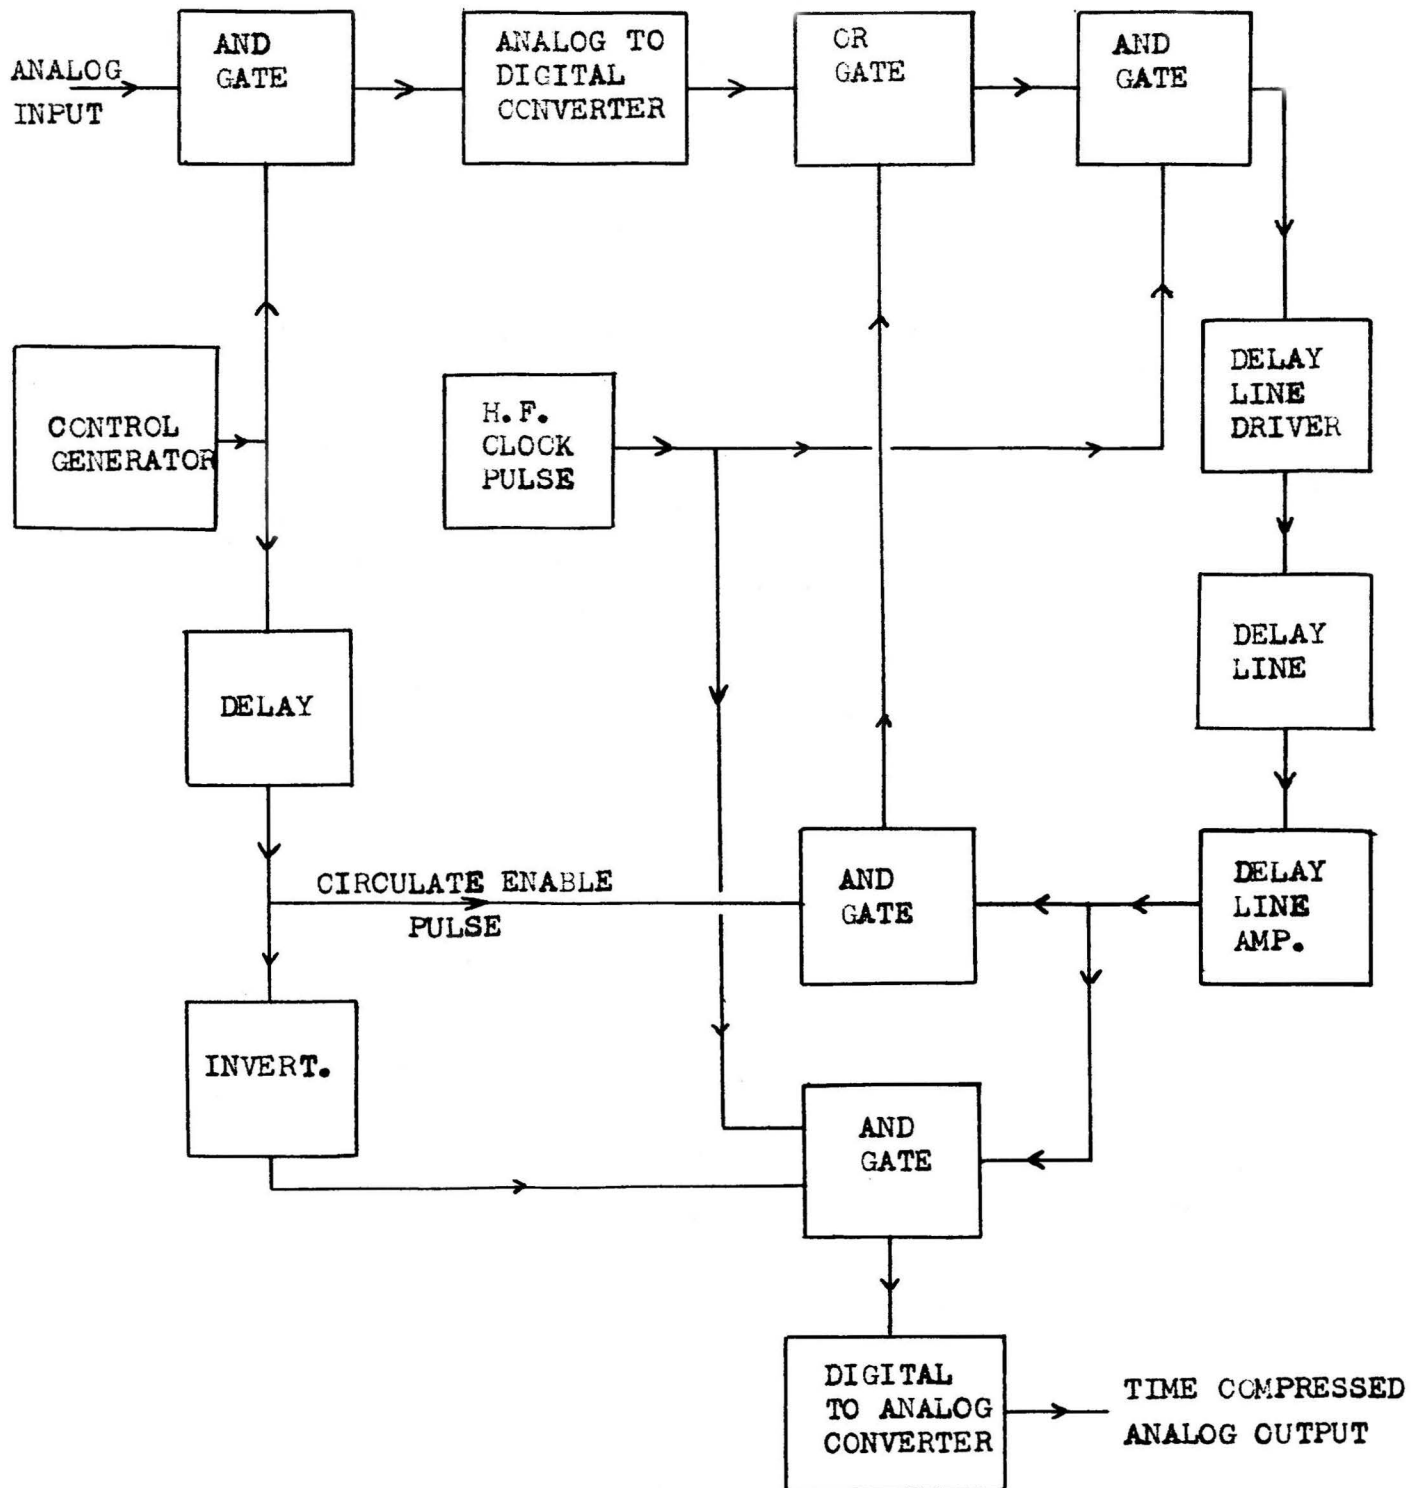 ANALOG
INPUT
AND
GATE
ANALOG TO
DIGITAL
CONVERTER
OR
GATE
AND
GATE
CONTROL
GENERATOR
H.F.
CLOCK
PULSE
DELAY
LINE
DRIVER
DELAY
LINE
DELAY
CIRCULATE ENABLE
PULSE
AND
GATE
DELAY
LINE
AMP.
INVERT.
AND
GATE
DIGITAL
TO ANALOG
CONVERTER
TIME COMPRESSED
ANALOG OUTPUT